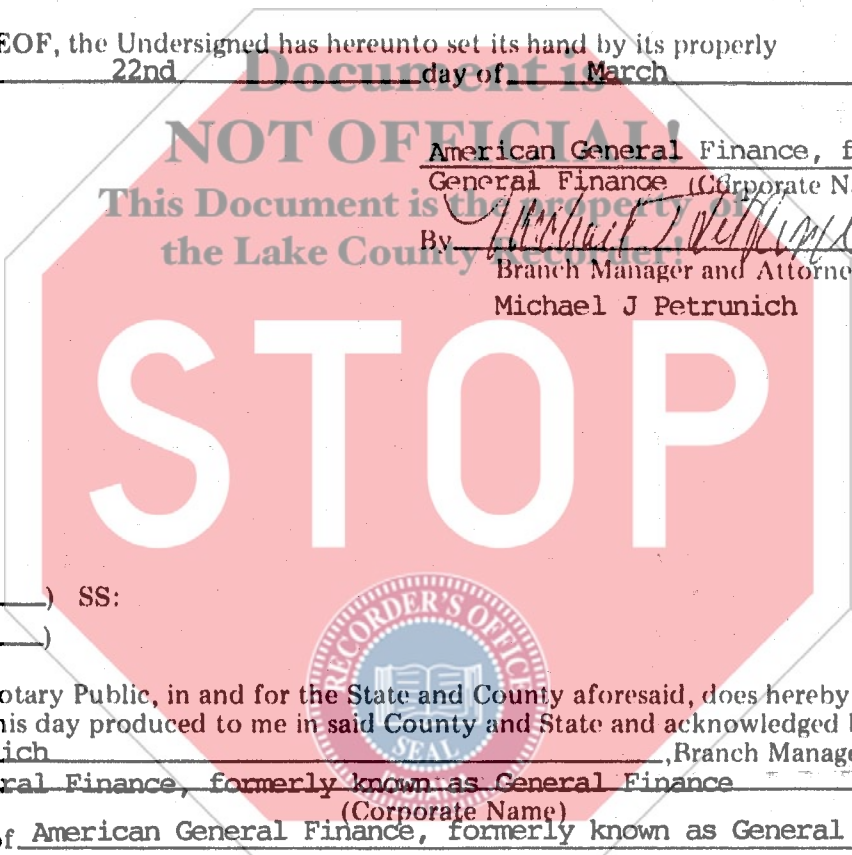 EOF, the Undersigned has hereunto set its hand by its properly
22nd day of March
Document is
NOT OFFICIAL!
This Document is the property of
the Lake County Recorder!
American General Finance, f
General Finance (Corporate N
By
Branch Manager and Attorne
Michael J Petrunich
STOP
) SS:
)
RECORDER'S OFFICE
SEAL
INDIANA
otary Public, in and for the State and County aforesaid, does hereby
his day produced to me in said County and State and acknowledged b
ich ,Branch Manage
ral Finance, formerly known as General Finance
(Corporate Name)
of American General Finance, formerly known as General